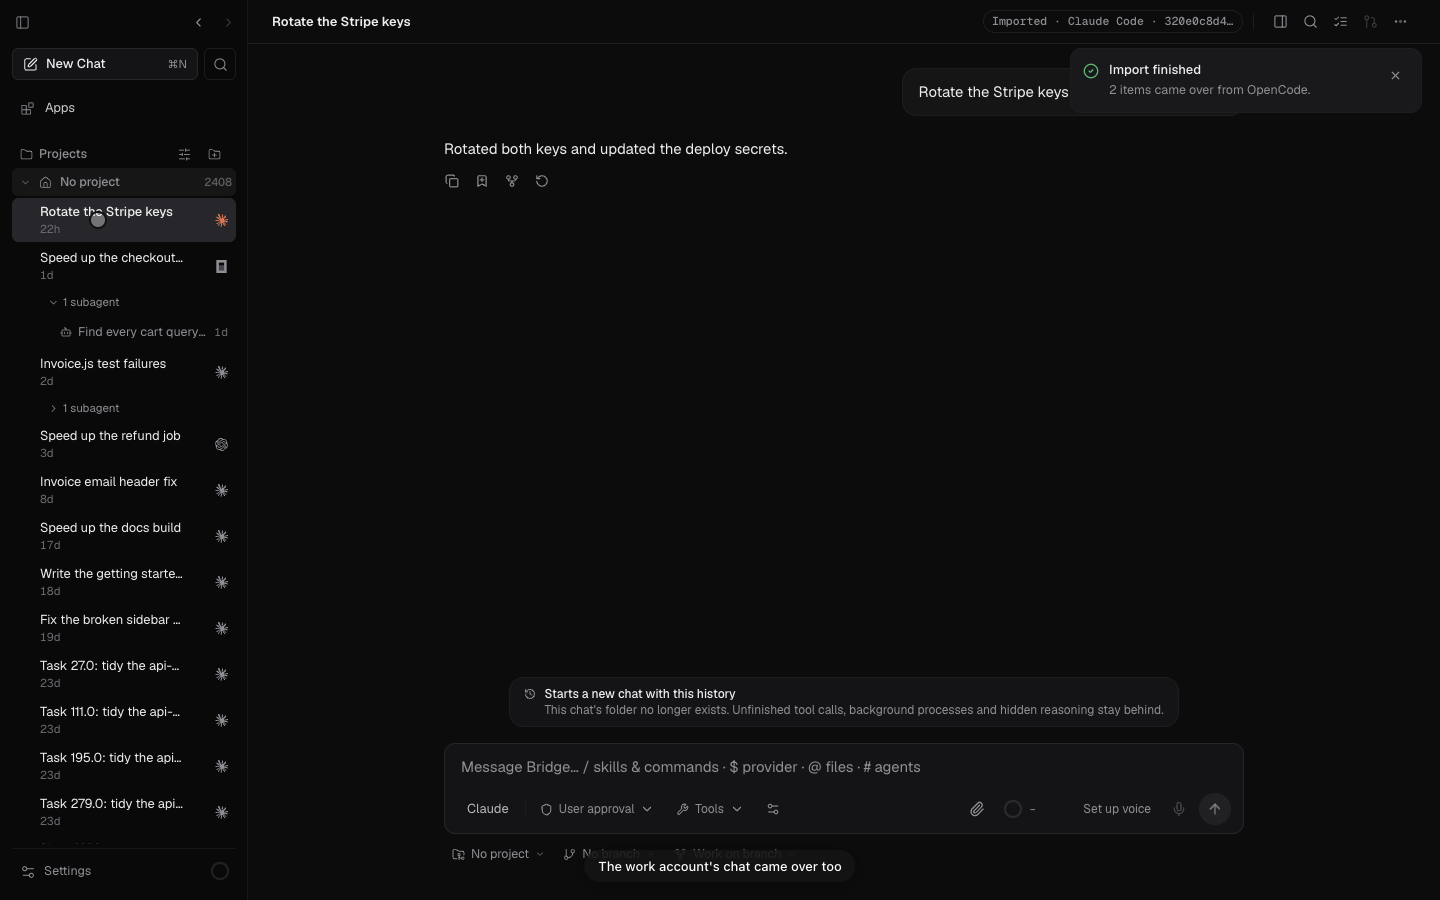 Rotate the Stripe keys
Imported · Claude Code · 320e0c8d4…
New Chat
⌘N
Apps
Projects
No project
2408
Rotate the Stripe keys
22h
Speed up the checkout…
1d
1 subagent
Find every cart query…
1d
Invoice.js test failures
2d
1 subagent
Speed up the refund job
3d
Invoice email header fix
8d
Speed up the docs build
17d
Write the getting starte…
18d
Fix the broken sidebar …
19d
Task 27.0: tidy the api-…
23d
Task 111.0: tidy the api-…
23d
Task 195.0: tidy the api…
23d
Task 279.0: tidy the api…
23d
Settings
Rotate the Stripe keys
Import finished
2 items came over from OpenCode.
Rotated both keys and updated the deploy secrets.
Starts a new chat with this history
This chat's folder no longer exists. Unfinished tool calls, background processes and hidden reasoning stay behind.
Message Bridge… / skills & commands · $ provider · @ files · # agents
Claude
User approval
Tools
-
Set up voice
No project
No branch
Work on branch
The work account's chat came over too